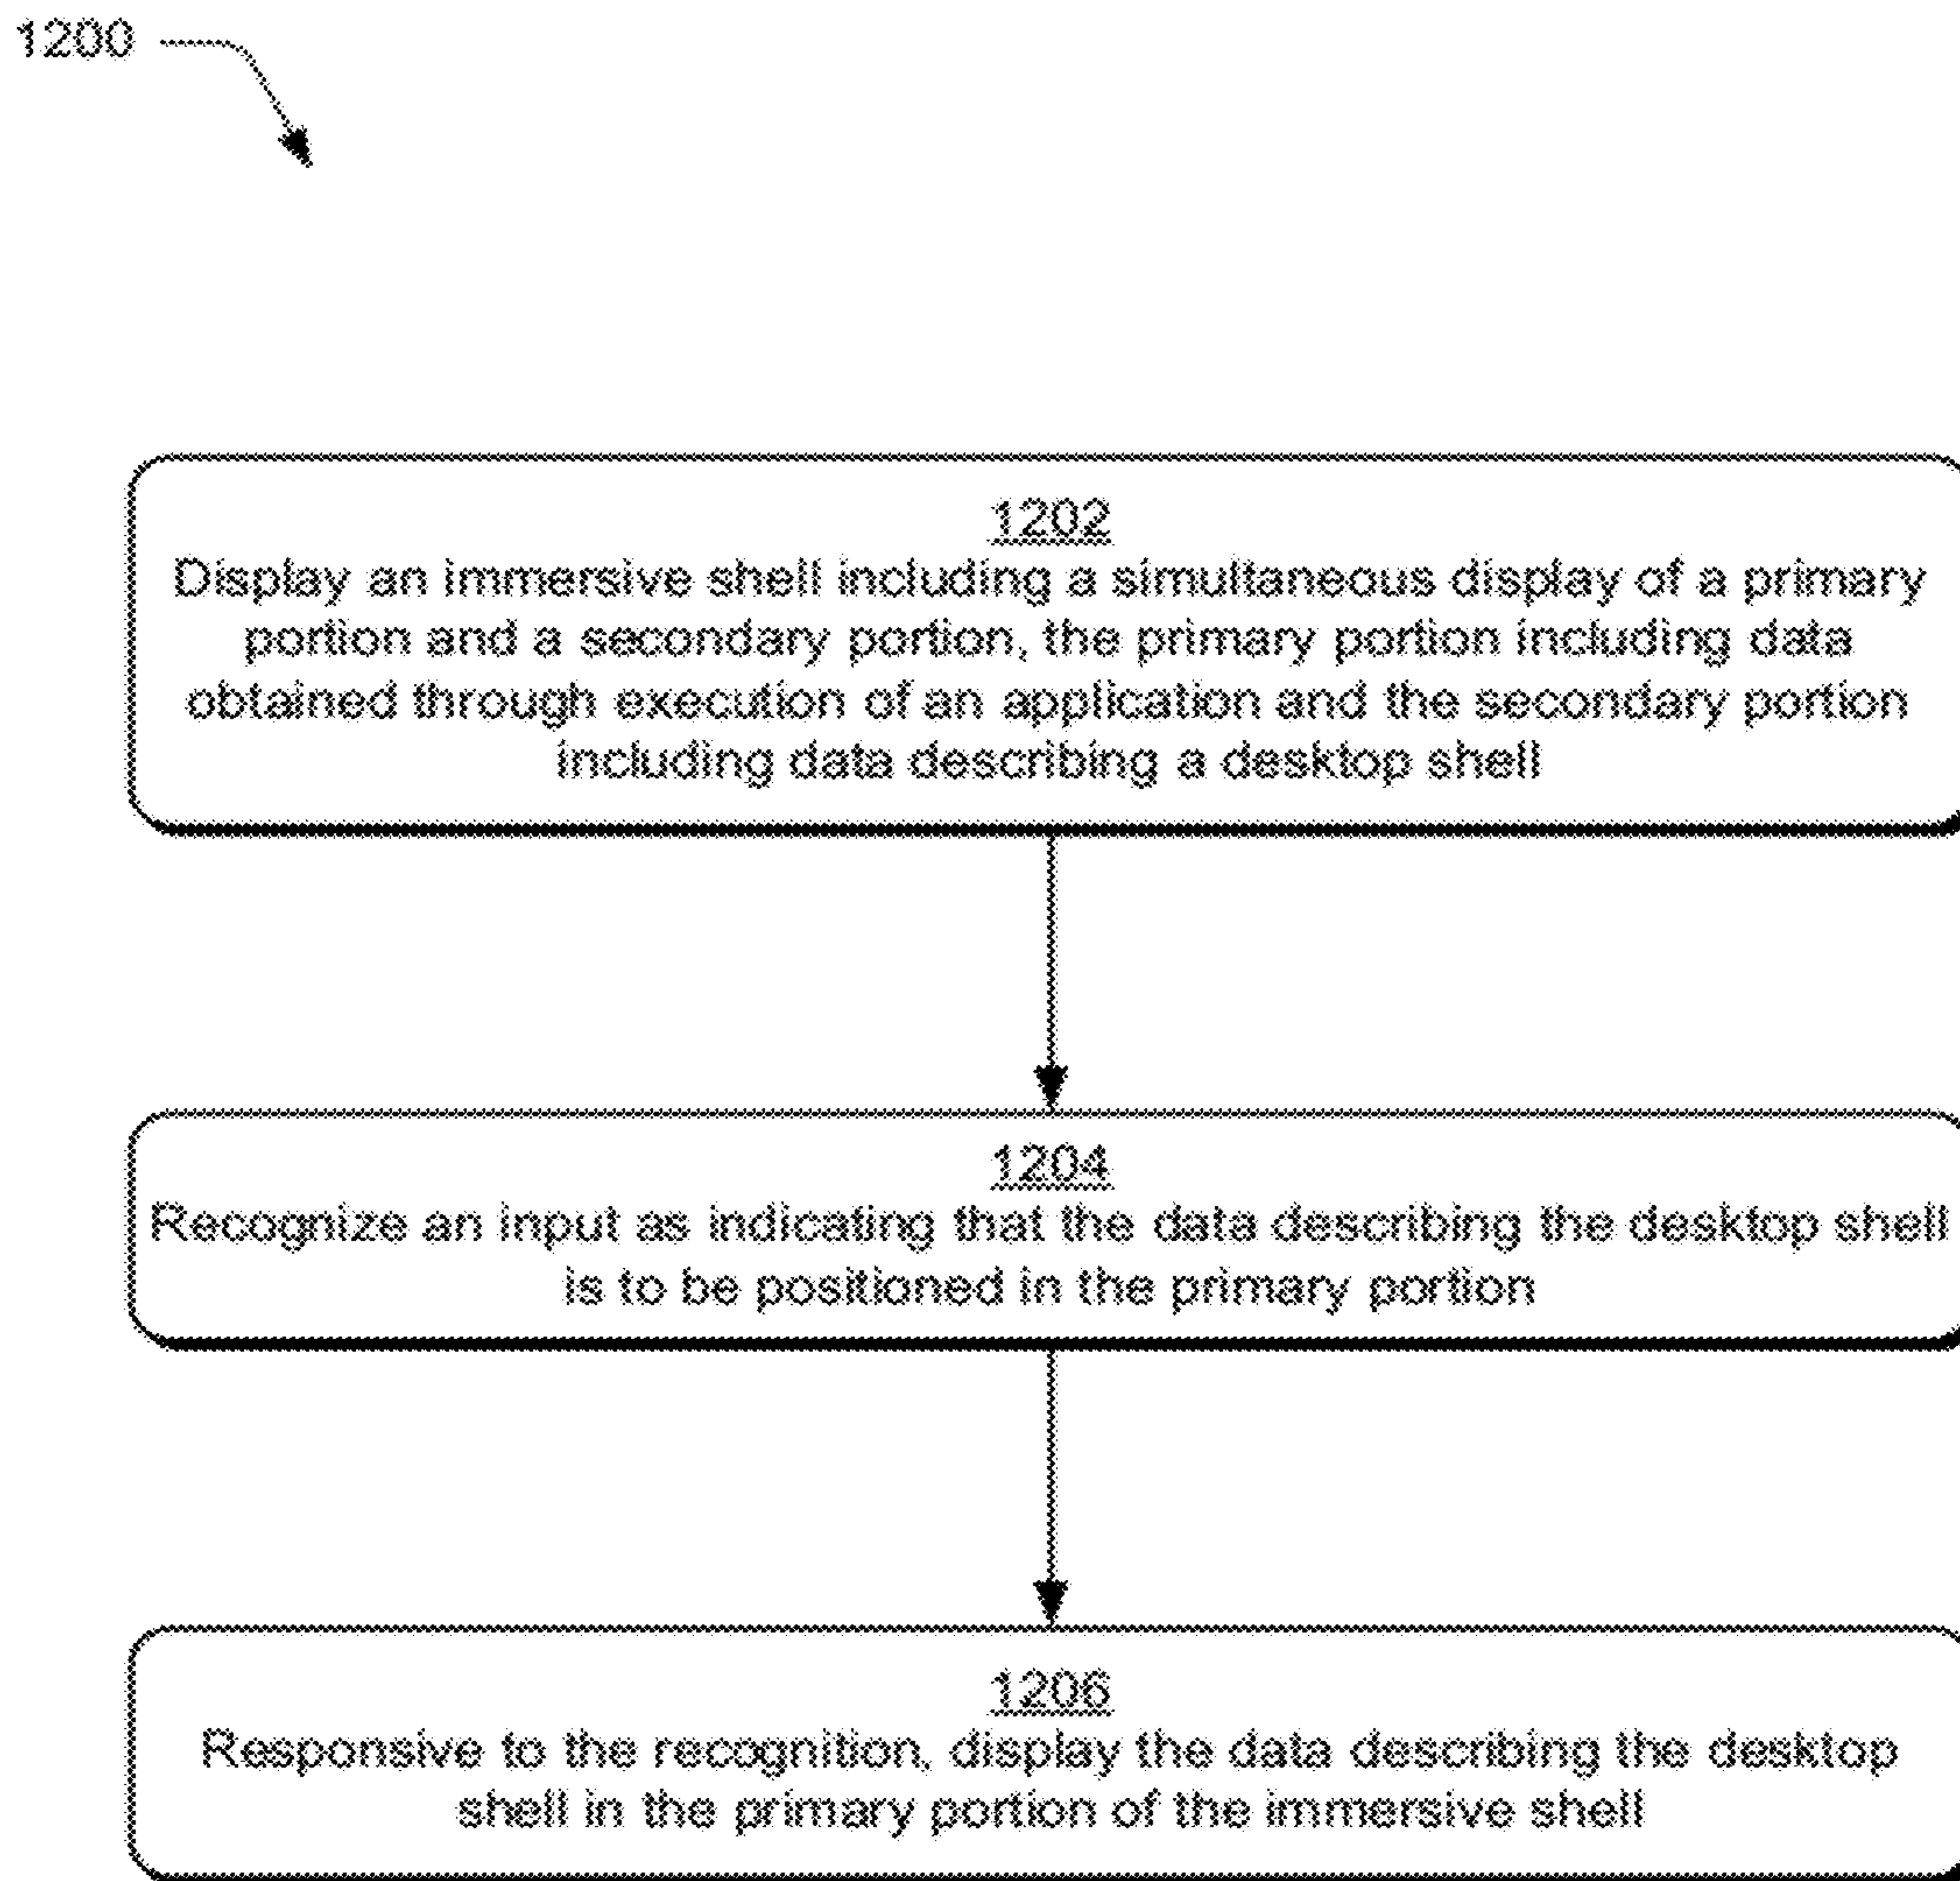 1200
1202
Display an immersive shell including a simultaneous display of a primary
portion and a secondary portion, the primary portion including data
obtained through execution of an application and the secondary portion
including data describing a desktop shell
1204
Recognize an input as indicating that the data describing the desktop shell
is to be positioned in the primary portion
1206
Responsive to the recognition, display the data describing the desktop
shell in the primary portion of the immersive shell